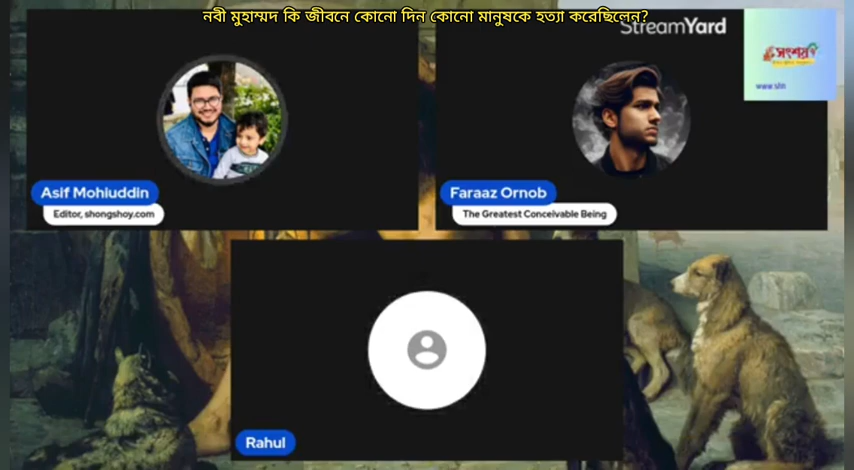 নবী মুহাম্মদ কি জীবনে কোনো দিন কোনো মানুষকে হত্যা করেছিলেন?
StreamYard
সংশয়
Asif Mohiuddin
Editor, shongshoy.com
Faraaz Ornob
The Greatest Conceivable Being
Rahul